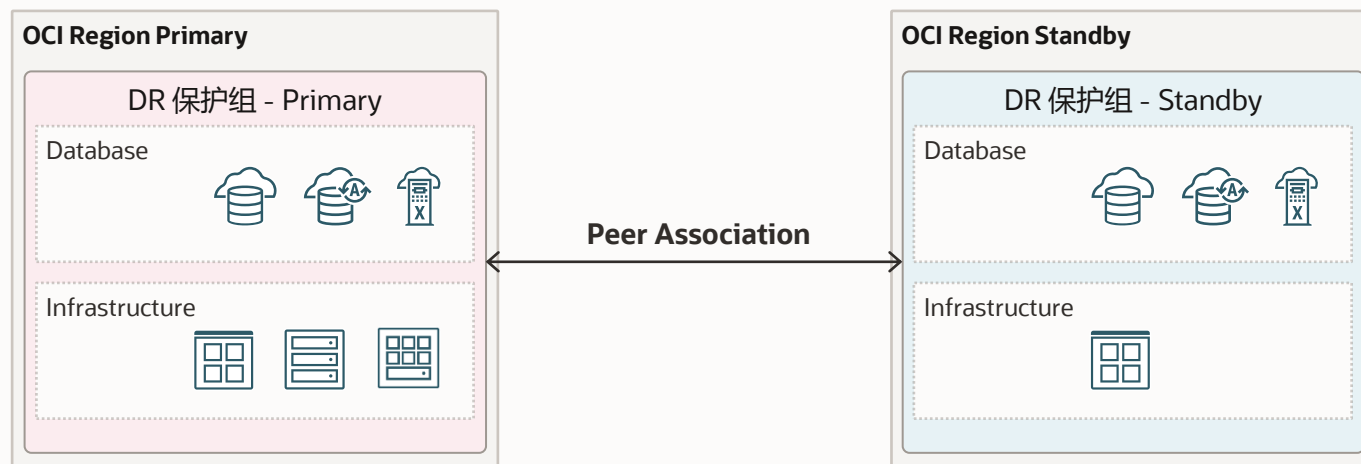 OCI Region Primary
DR 保护组 - Primary
Database
A
X
Infrastructure
Peer Association
OCI Region Standby
DR 保护组 - Standby
Database
A
X
Infrastructure